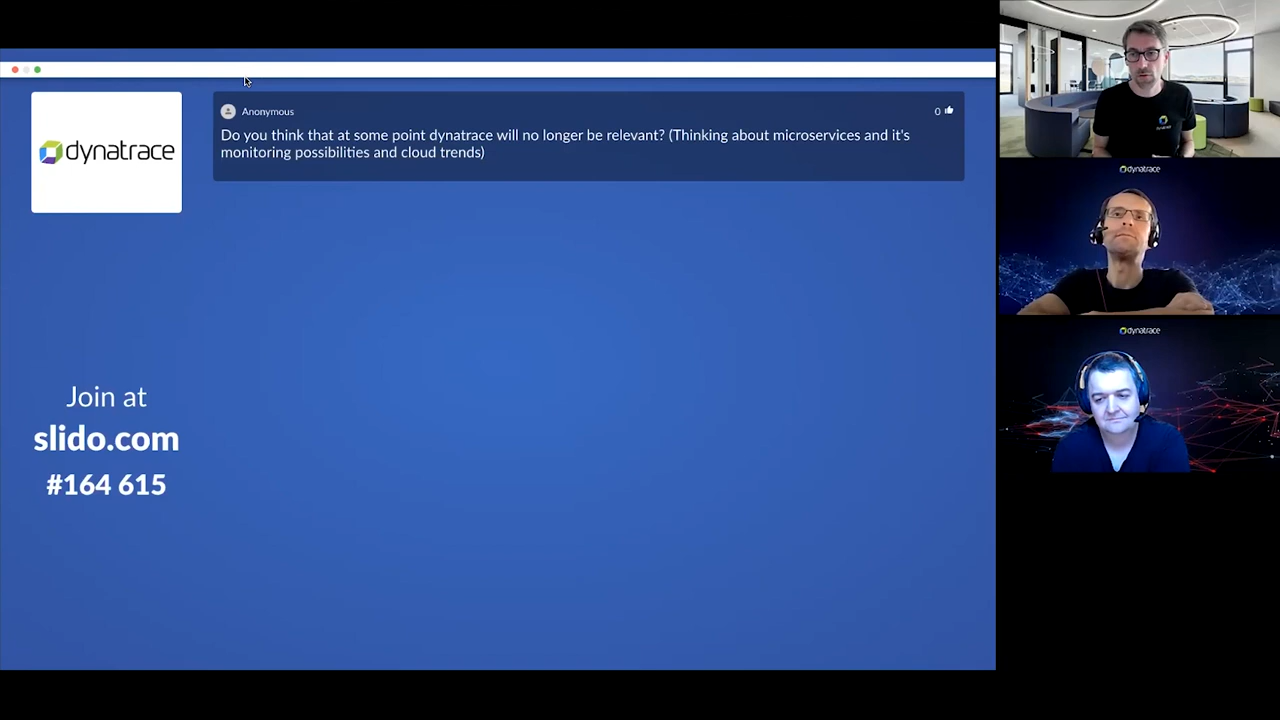 dynatrace
Anonymous
0
Do you think that at some point dynatrace will no longer be relevant? (Thinking about microservices and it's
monitoring possibilities and cloud trends)
Join at
slido.com
#164 615
dynatrace
dynatrace